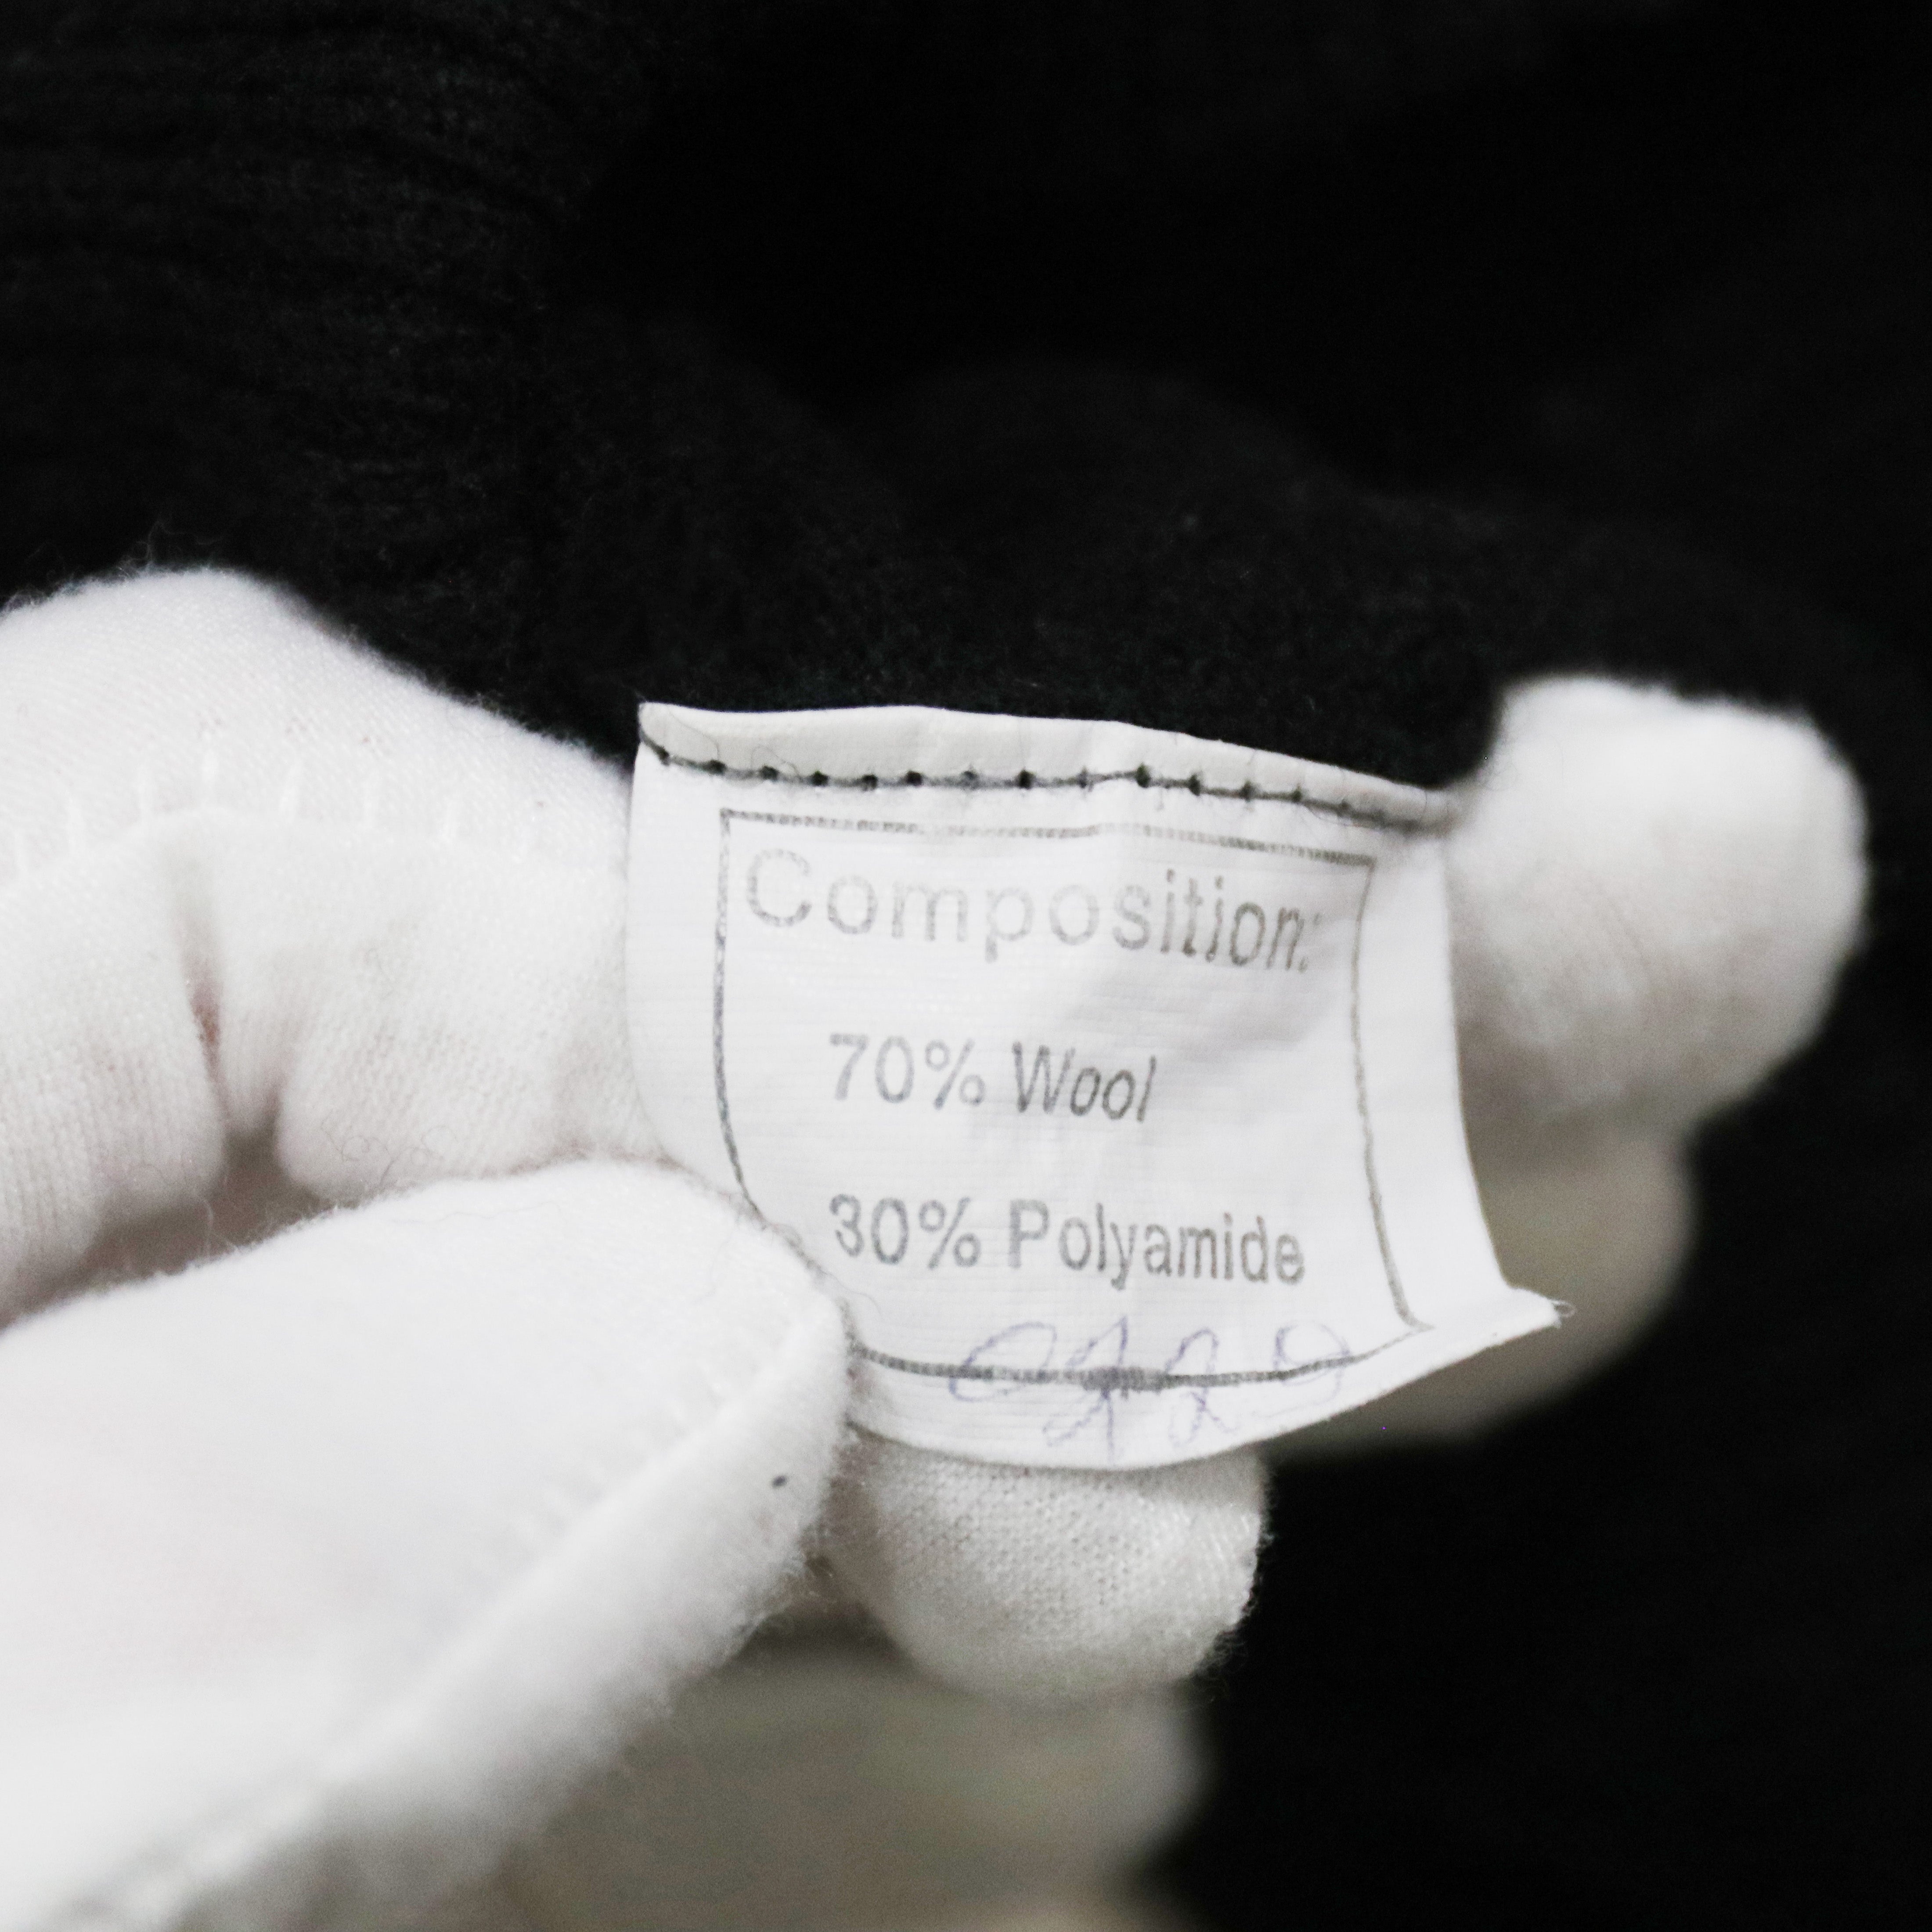 Composition:
70% Wool
30% Polyamide